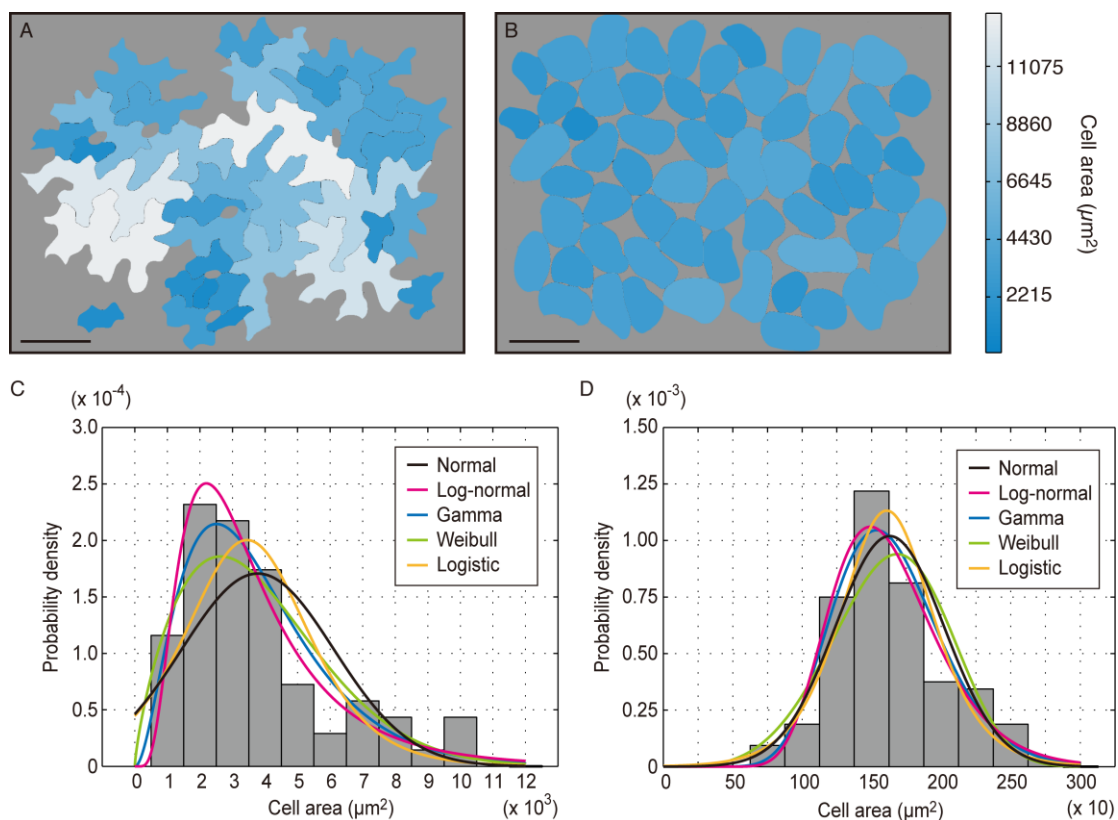 A
B
11075
8860
6645
4430
2215
Cell area (µm²)
C
(x 10⁻⁴)
3.0
2.5
2.0
1.5
1.0
0.5
0
Probability density
Normal
Log-normal
Gamma
Weibull
Logistic
0 1 2 3 4 5 6 7 8 9 10 11 12
Cell area (µm²)
(x 10³)
D
(x 10⁻³)
1.50
1.25
1.00
0.75
0.50
0.25
0
Probability density
Normal
Log-normal
Gamma
Weibull
Logistic
0 50 100 150 200 250 300
Cell area (µm²)
(x 10)